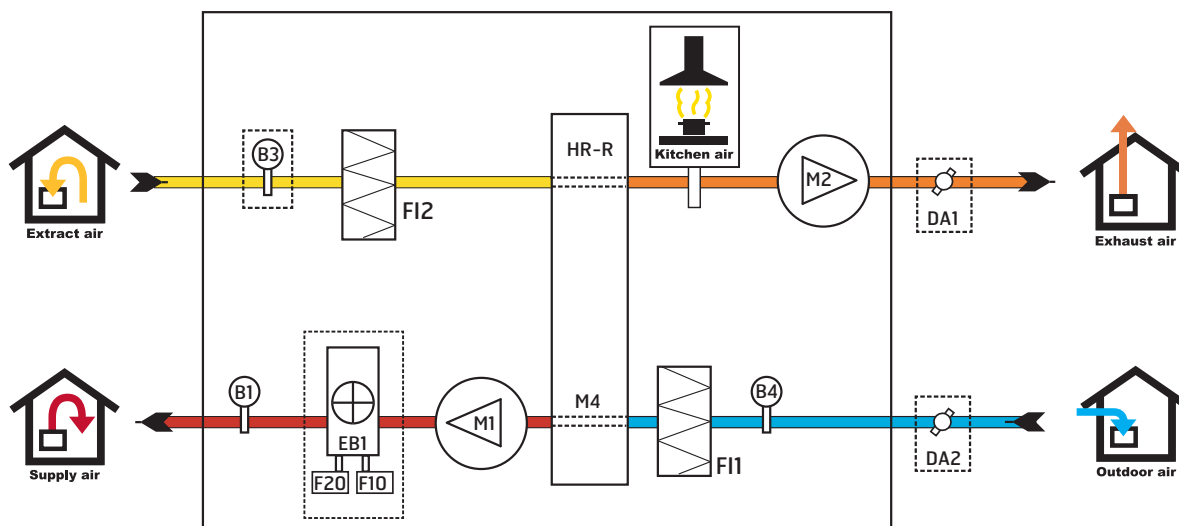 B3
HR-R
Kitchen air
M2
FI2
DA1
Extract air
Exhaust air
B1
M1
M4
B4
EB1
F20
F10
FI1
DA2
Supply air
Outdoor air